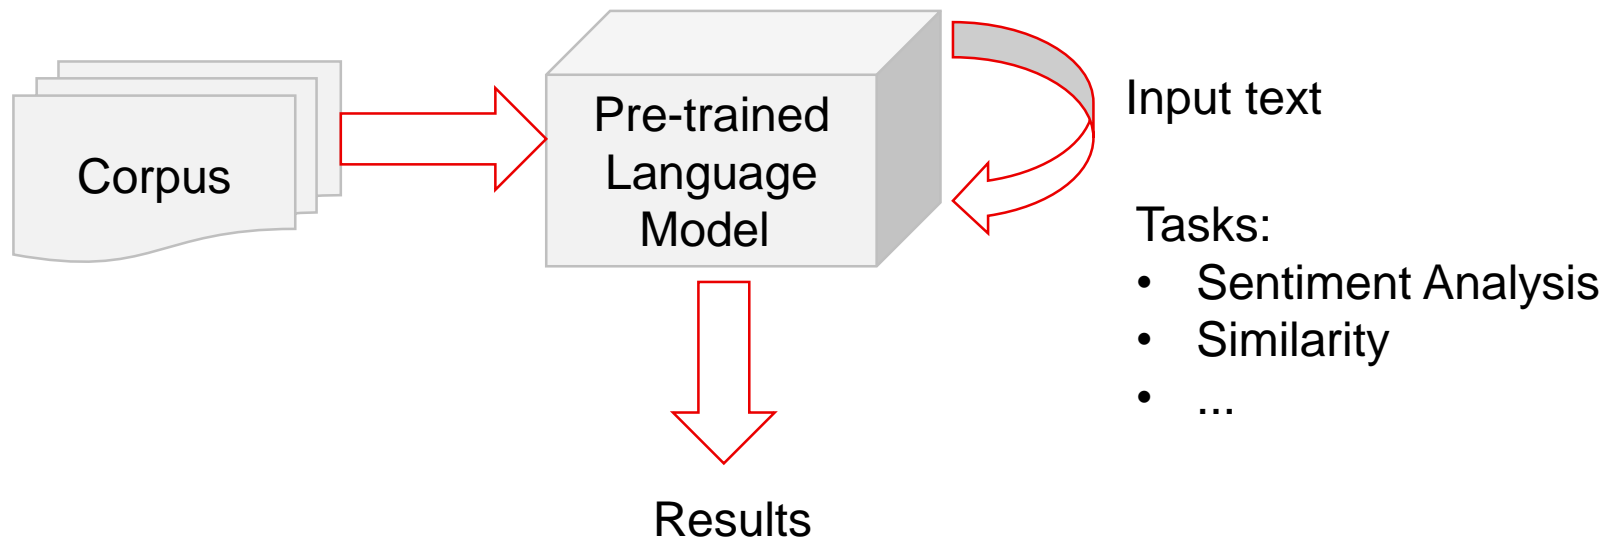 Corpus
Pre-trained
Language
Model
Input text
Tasks:
• Sentiment Analysis
• Similarity
• ...
Results